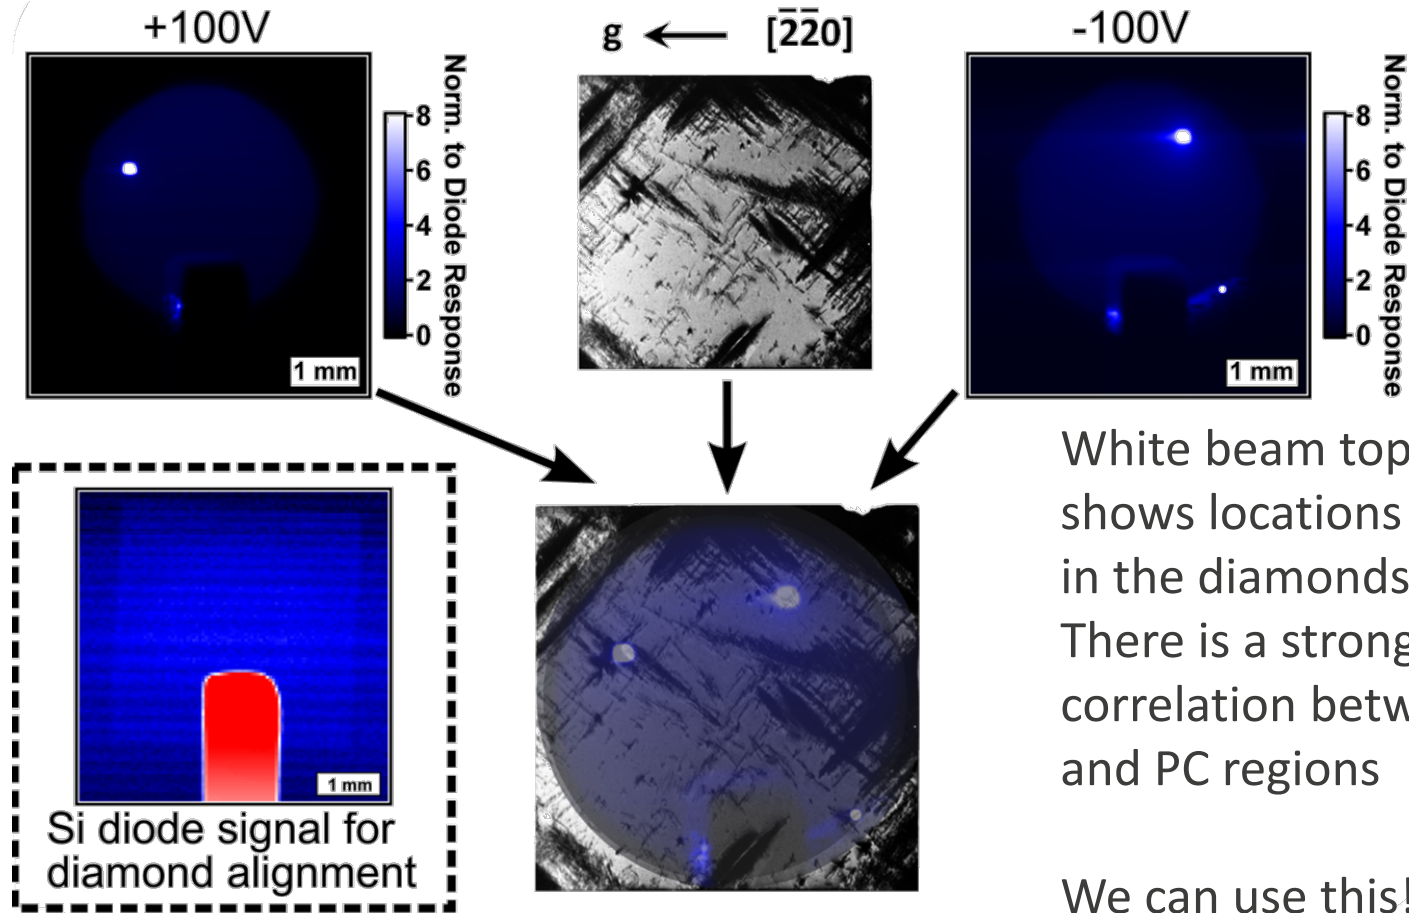 +100V
g
[2̅2̅0]
-100V
Norm. to Diode Response
8
6
4
2
0
1 mm
Norm. to Diode Response
8
6
4
2
0
1 mm
White beam top
shows locations
in the diamonds
There is a strong
correlation betw
and PC regions
We can use this!
1 mm
Si diode signal for
diamond alignment